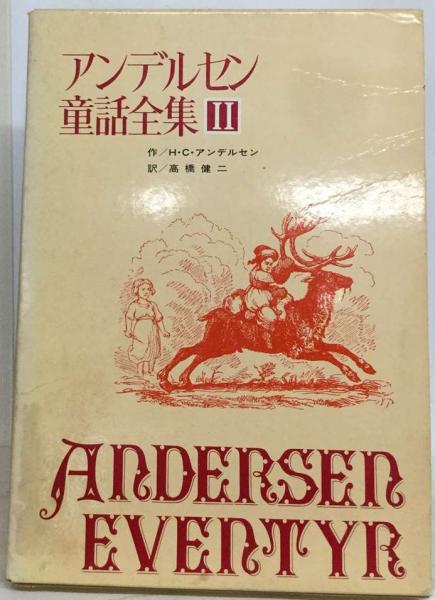 アンデルセン
童話全集 II
作／H・C・アンデルセン
訳／高橋健二
ANDERSEN
EVENTYR